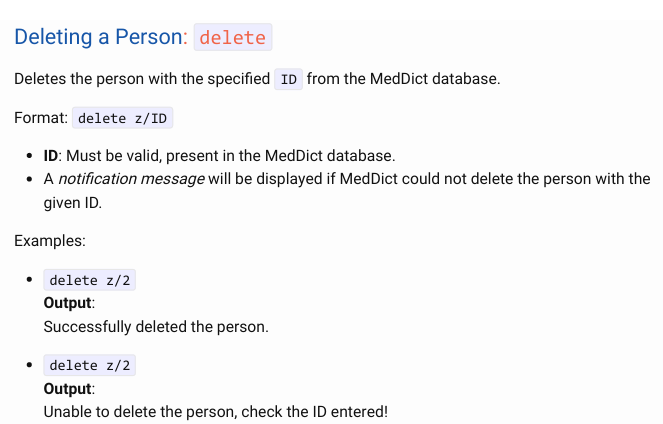 Deleting a Person: delete
Deletes the person with the specified ID from the MedDict database.
Format: delete z/ID
• ID: Must be valid, present in the MedDict database.
• A notification message will be displayed if MedDict could not delete the person with the
given ID.
Examples:
• delete z/2
Output:
Successfully deleted the person.
• delete z/2
Output:
Unable to delete the person, check the ID entered!